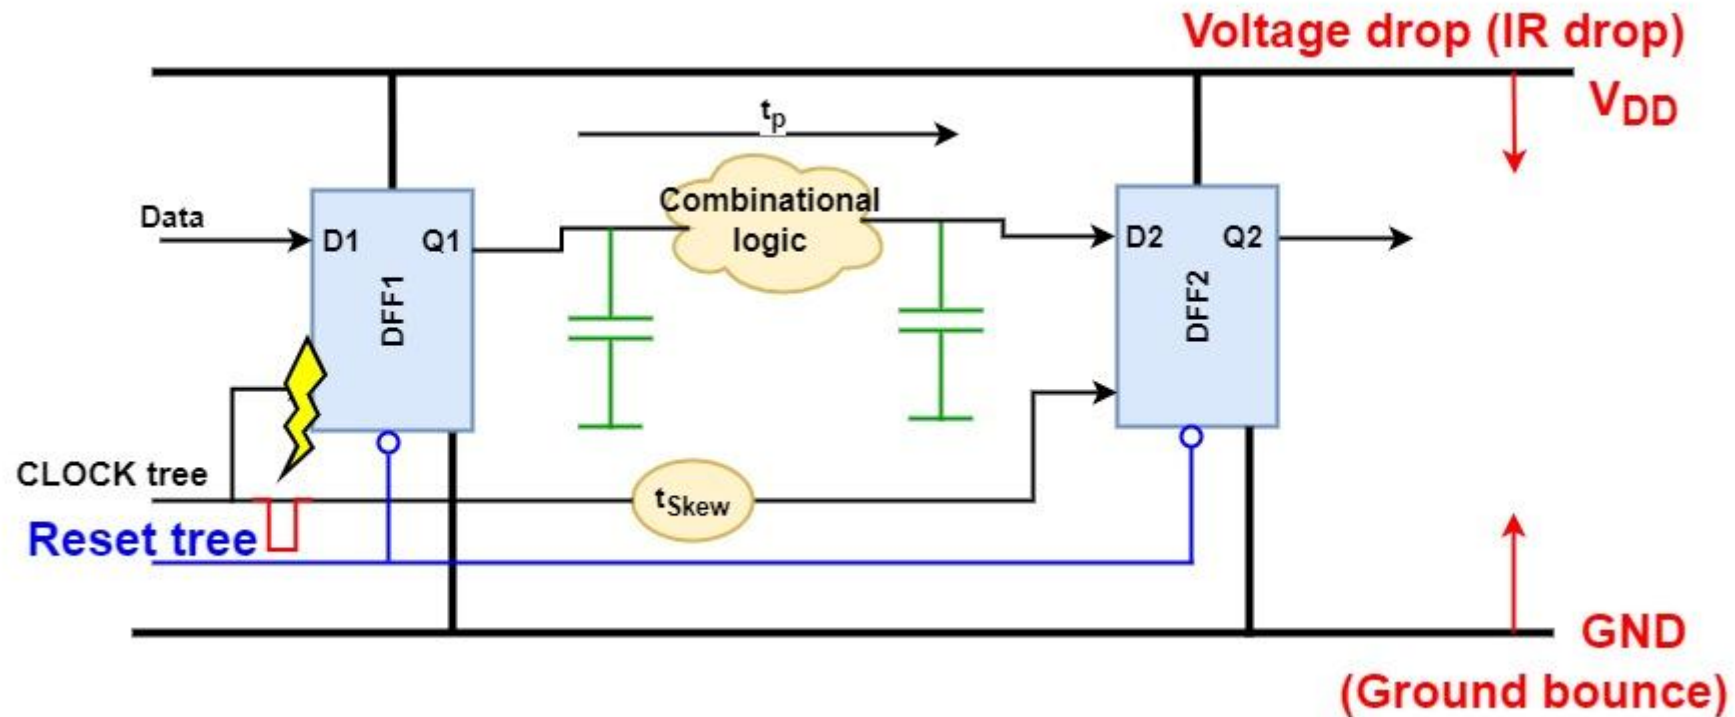 Voltage drop (IR drop)
VDD
tp
Combinational
logic
Data
D1
Q1
DFF1
D2
Q2
DFF2
CLOCK tree
tSkew
Reset tree
GND
(Ground bounce)